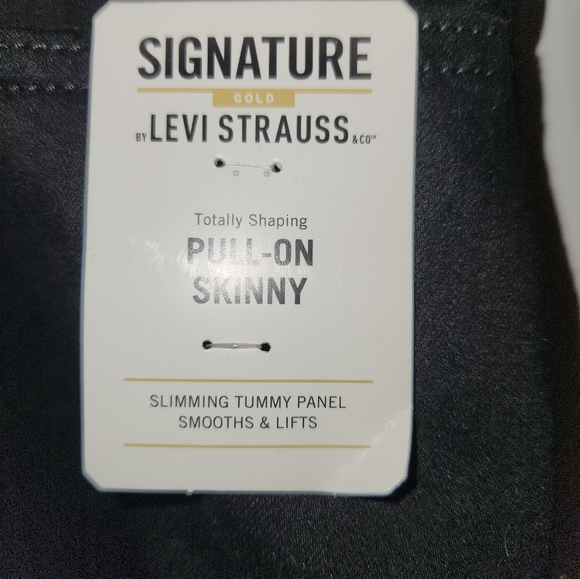 SIGNATURE
GOLD
BY LEVI STRAUSS & CO™
Totally Shaping
PULL-ON
SKINNY
SLIMMING TUMMY PANEL
SMOOTHS & LIFTS